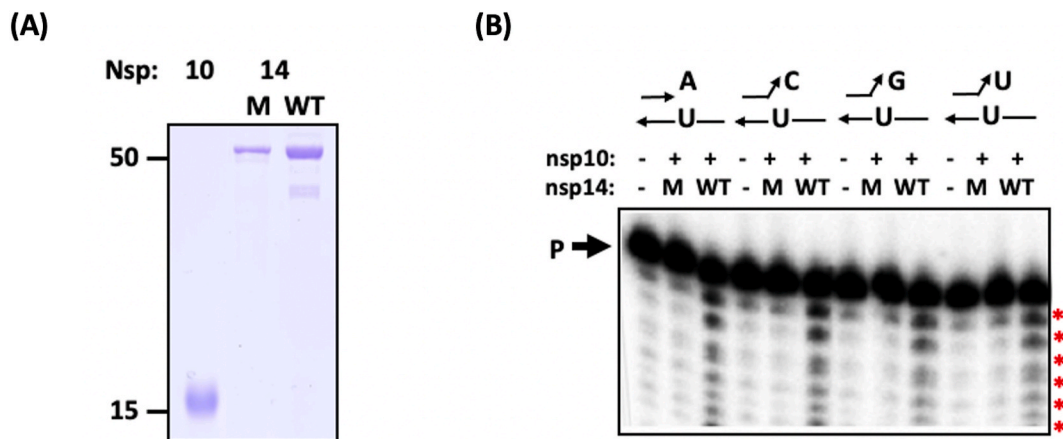 (A)
Nsp: 10 14
M WT
50
15
(B)
A C G U
U U U U
nsp10: - + + - + + - + + - + +
nsp14: - M WT - M WT - M WT - M WT
P
*
*
*
*
*
*